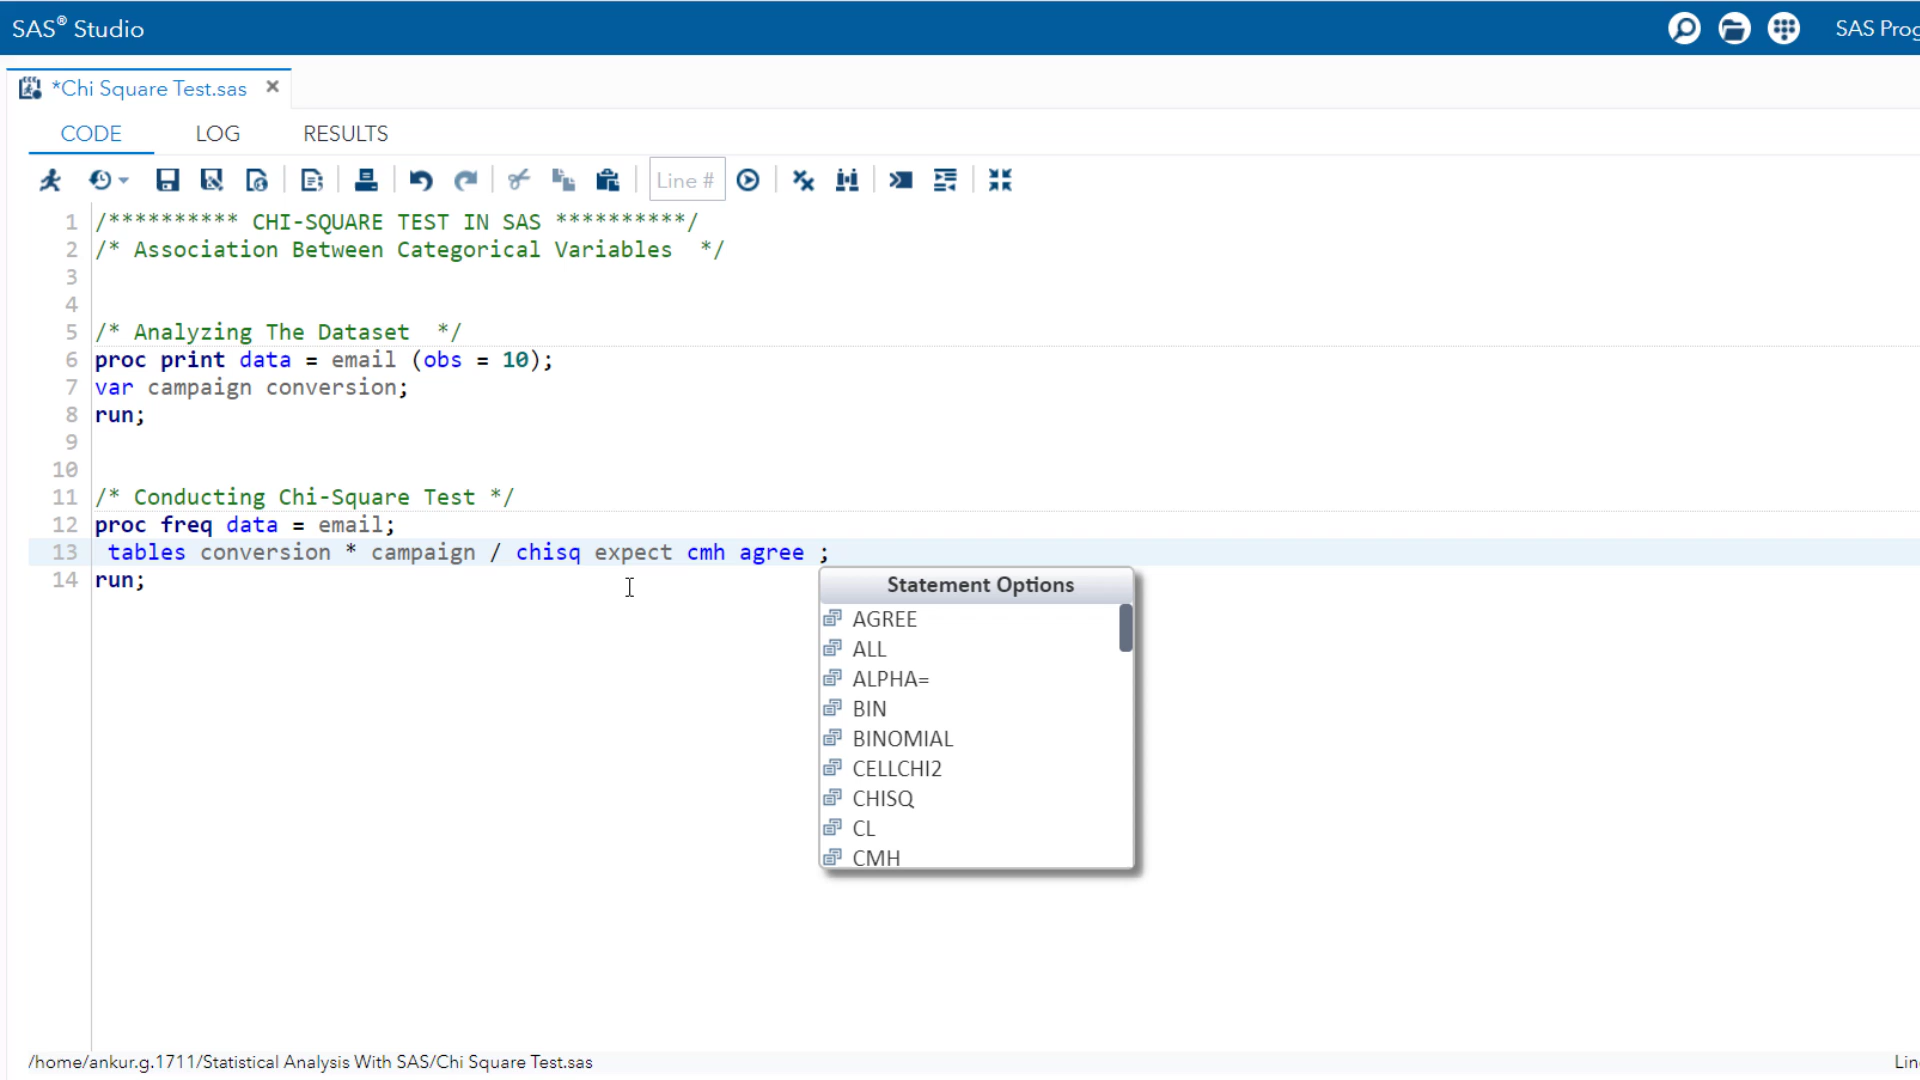 SAS® Studio
SAS Prog
*Chi Square Test.sas
CODE LOG RESULTS
Line #
1 /********** CHI-SQUARE TEST IN SAS **********/
2 /* Association Between Categorical Variables  */
3
4
5 /* Analyzing The Dataset  */
6 proc print data = email (obs = 10);
7 var campaign conversion;
8 run;
9
10
11 /* Conducting Chi-Square Test */
12 proc freq data = email;
13  tables conversion * campaign / chisq expect cmh agree ;
14 run;
Statement Options
AGREE
ALL
ALPHA=
BIN
BINOMIAL
CELLCHI2
CHISQ
CL
CMH
/home/ankur.g.1711/Statistical Analysis With SAS/Chi Square Test.sas
Lin